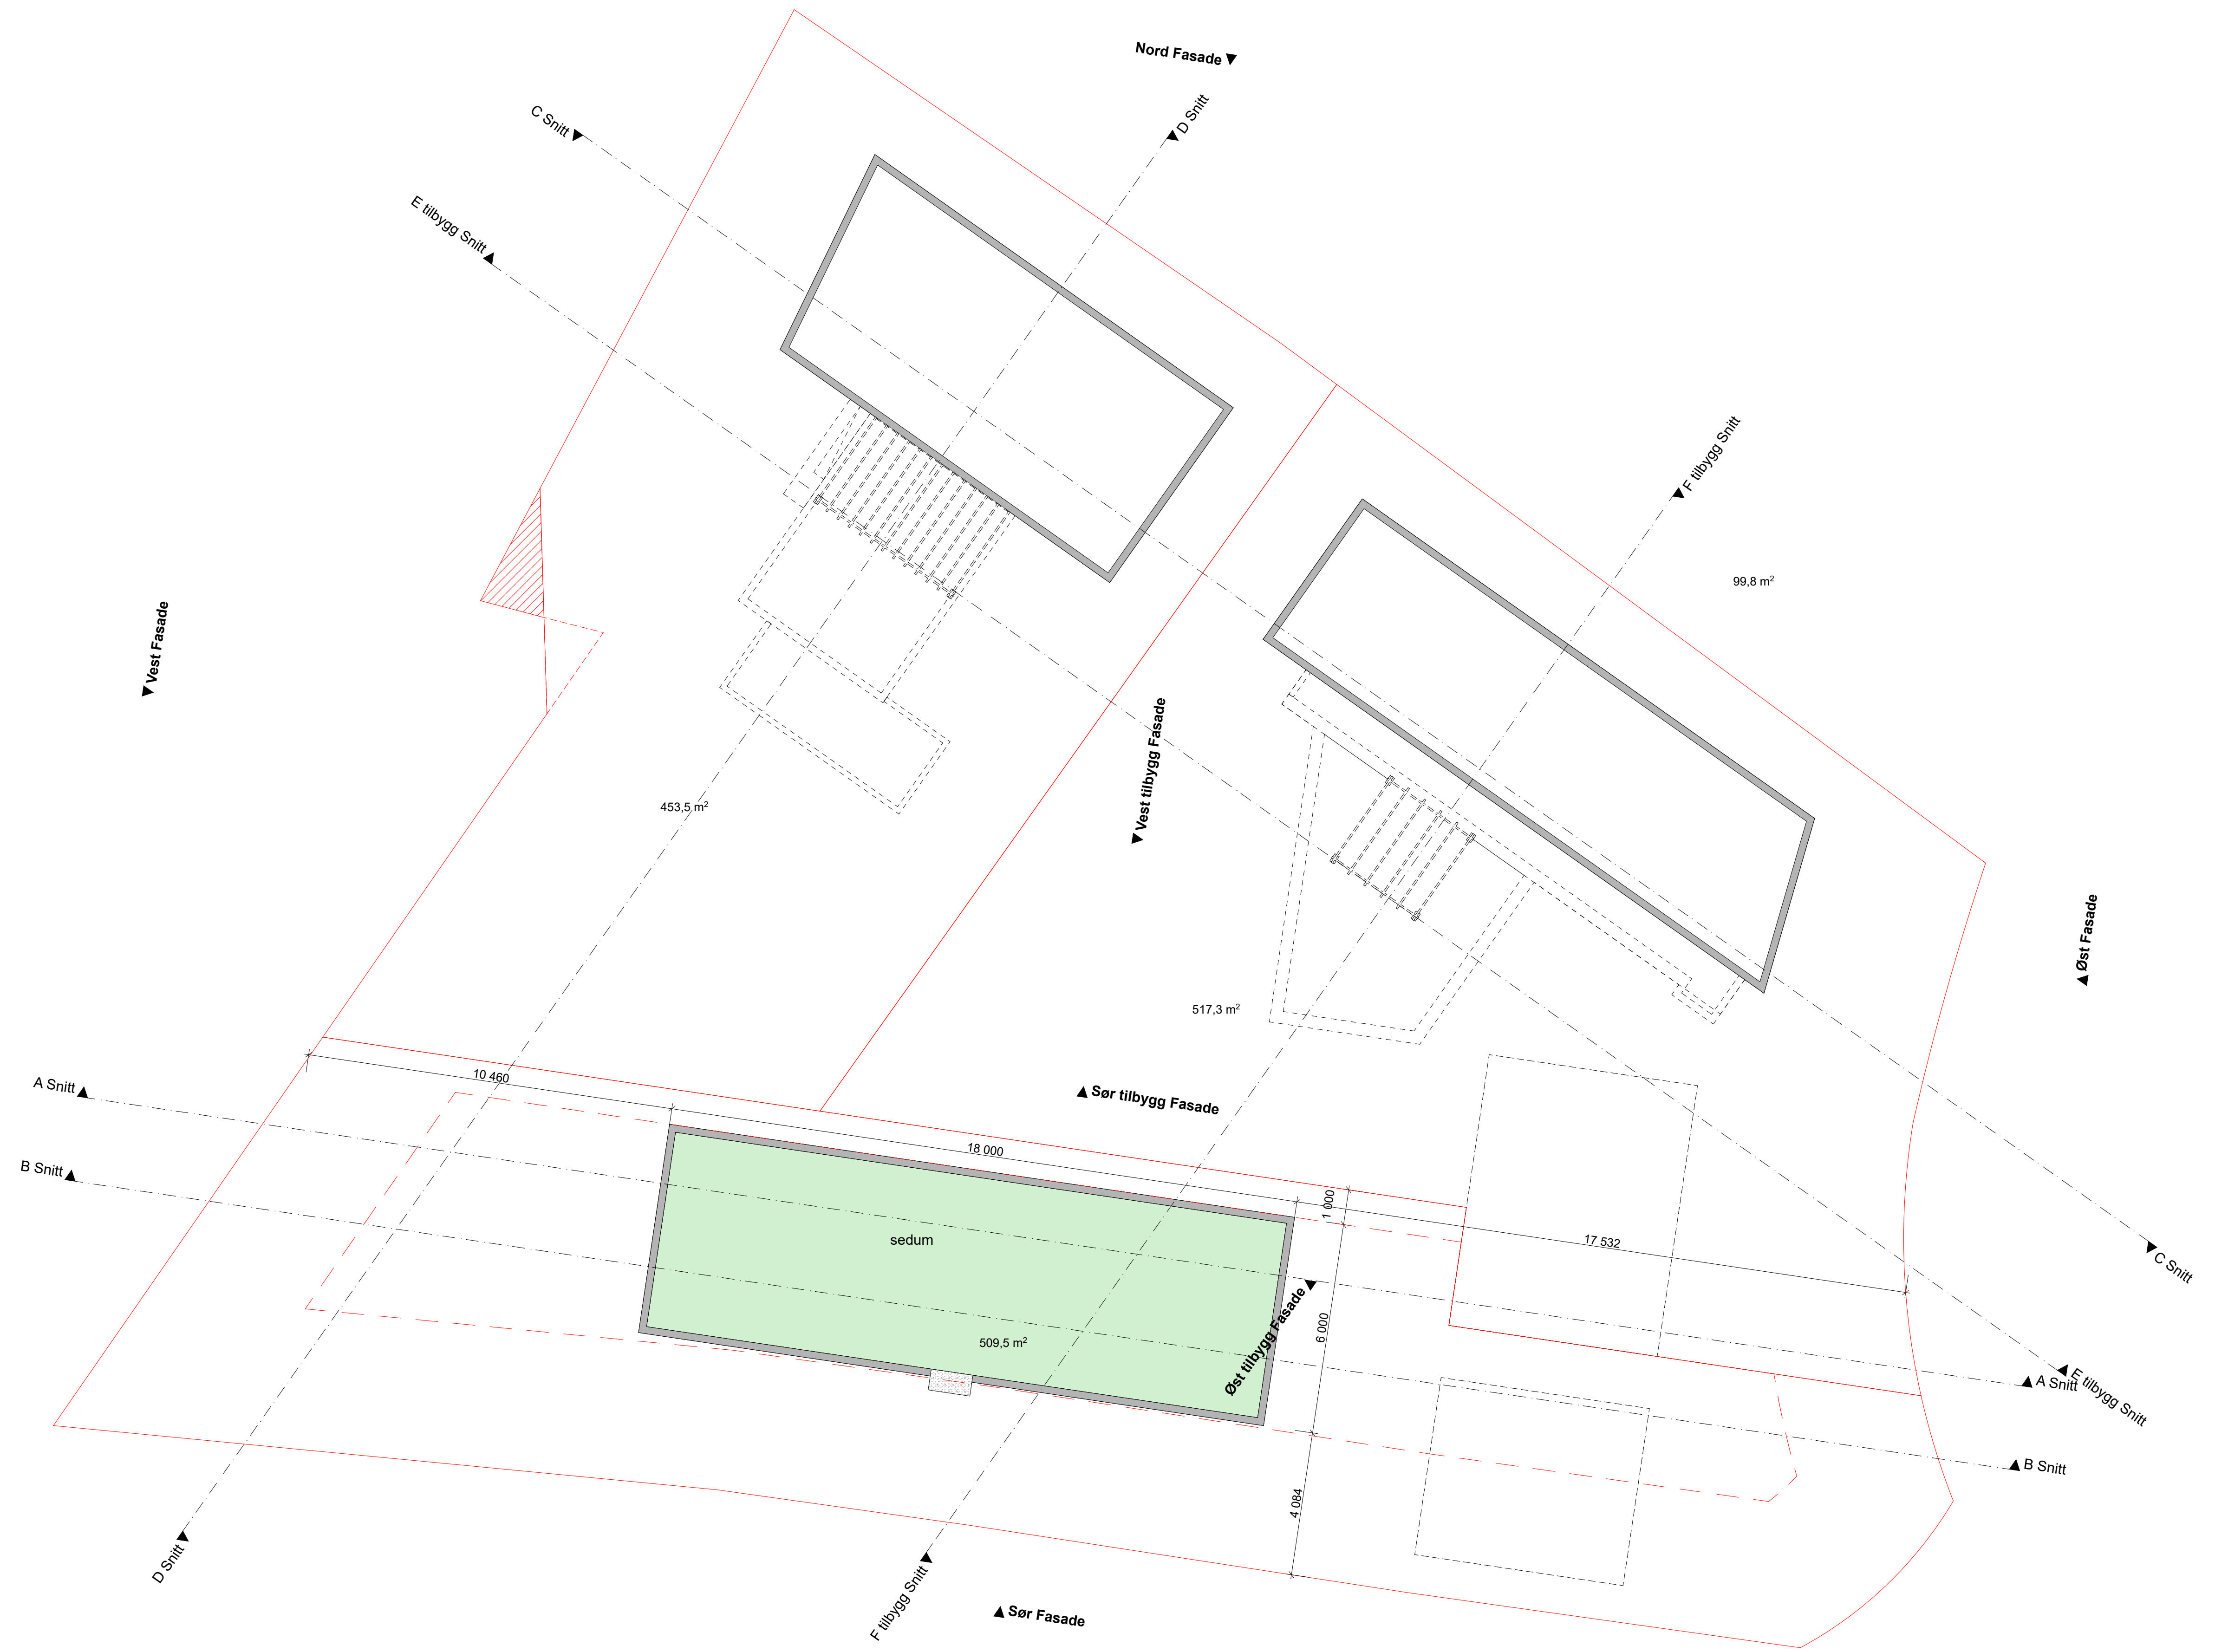 Nord Fasade
C Snitt
D Snitt
E tilbygg Snitt
F tilbygg Snitt
99,8 m²
Vest Fasade
Vest tilbygg Fasade
453,5 m²
Øst Fasade
517,3 m²
10 460
A Snitt
Sør tilbygg Fasade
18 000
B Snitt
1 000
sedum
17 532
C Snitt
6 000
509,5 m²
Øst tilbygg Fasade
A Snitt
E tilbygg Snitt
B Snitt
4 084
D Snitt
F tilbygg Snitt
Sør Fasade